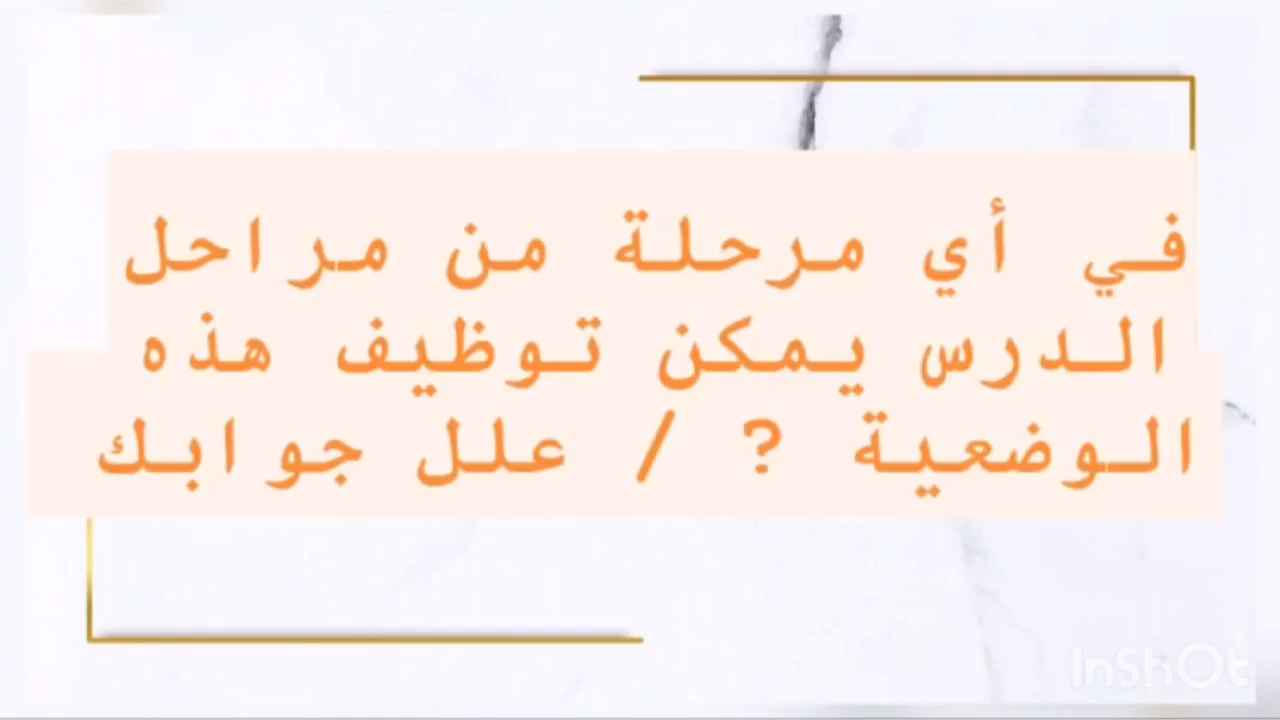 في أي مرحلة من مراحل
الدرس يمكن توظيف هذه
الوضعية ? / علل جوابك
InShOt